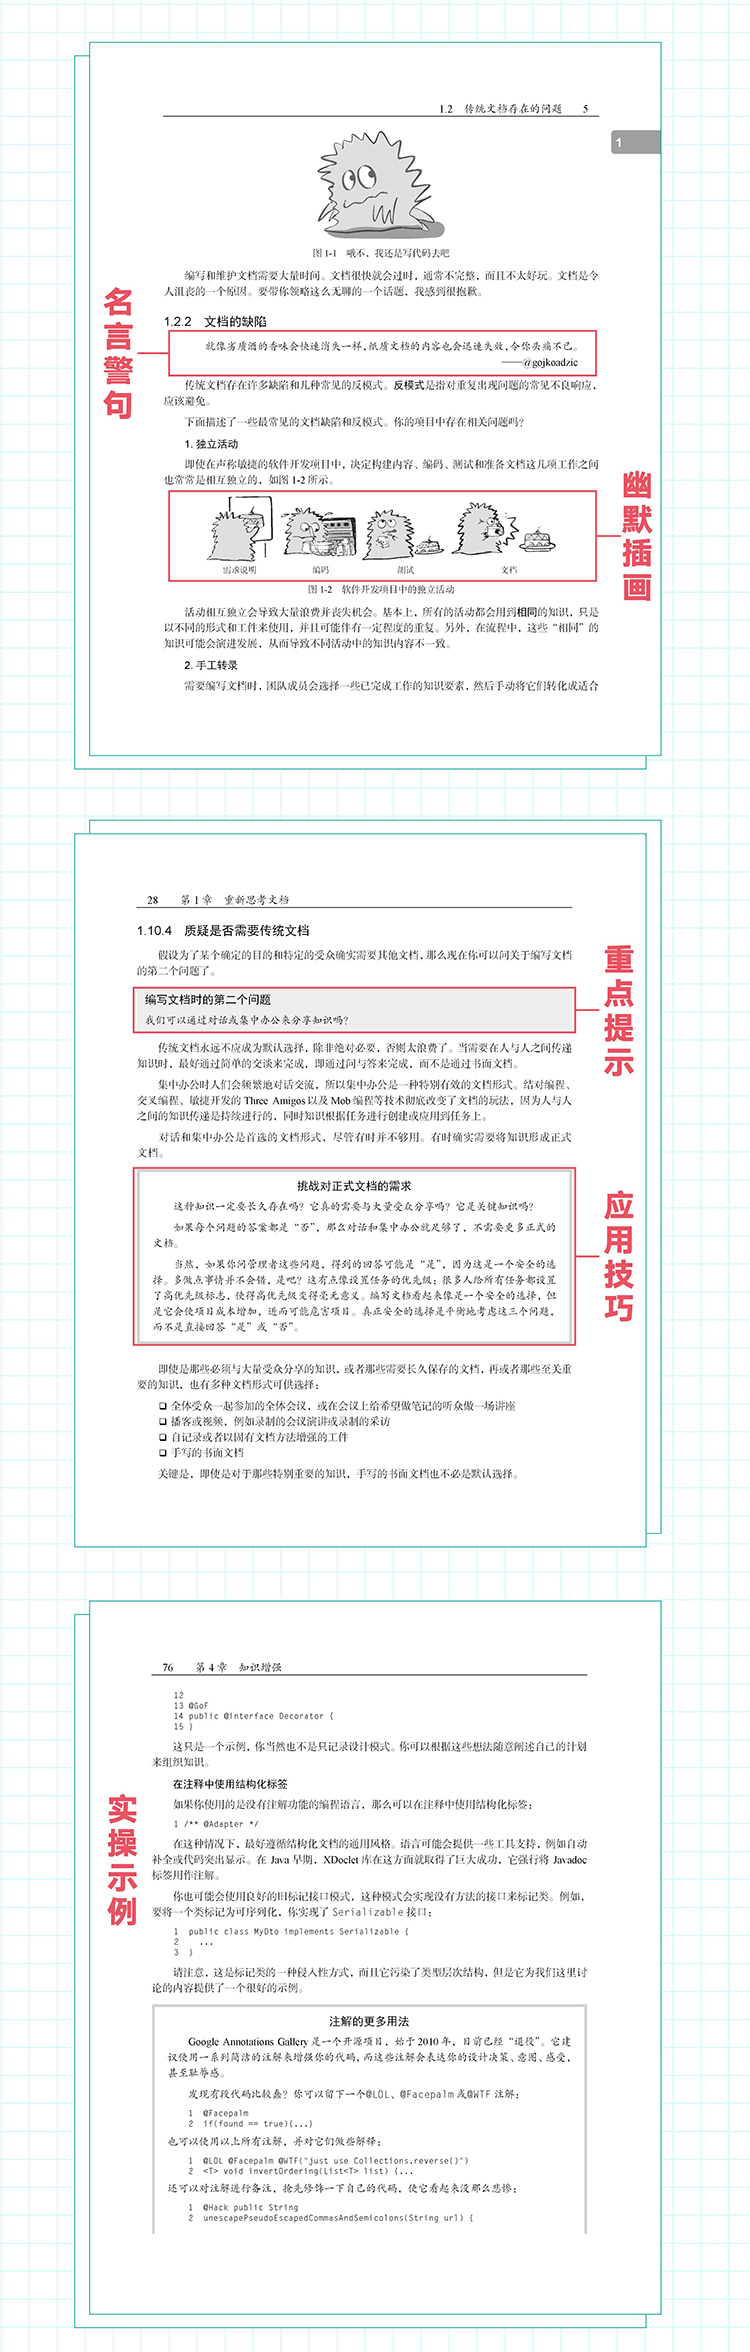 1.2 传统文档存在的问题 5
1
图 1-1 哦不，我还是写代码去吧
编写和维护文档需要大量时间。文档很快就会过时，通常不完整，而且不太好玩。文档是令
人沮丧的一个原因。要带你领略这么无聊的一个话题，我感到很抱歉。
1.2.2 文档的缺陷
名言警句
就像劣质酒的香味会快速消失一样，纸质文档的内容也会迅速失效，令你头痛不已。
——@gojkoadzic
传统文档存在许多缺陷和几种常见的反模式。反模式是指对重复出现问题的常见不良响应，
应该避免。
下面描述了一些最常见的文档缺陷和反模式。你的项目中存在相关问题吗？
1. 独立活动
即使在声称敏捷的软件开发项目中，决定构建内容、编码、测试和准备文档这几项工作之间
也常常是相互独立的，如图 1-2 所示。
幽默插画
需求说明 编码 测试 文档
图 1-2 软件开发项目中的独立活动
活动相互独立会导致大量浪费并丧失机会。基本上，所有的活动都会用到相同的知识，只是
以不同的形式和工件来使用，并且可能伴有一定程度的重复。另外，在流程中，这些“相同”的
知识可能会演进发展，从而导致不同活动中的知识内容不一致。
2. 手工转录
需要编写文档时，团队成员会选择一些已完成工作的知识要素，然后手动将它们转化成适合
28 第 1 章 重新思考文档
1.10.4 质疑是否需要传统文档
假设为了某个确定的目的和特定的受众确实需要其他文档，那么现在你可以问关于编写文档
的第二个问题了。
重点提示
编写文档时的第二个问题
我们可以通过对话或集中办公来分享知识吗？
传统文档永远不应成为默认选择，除非绝对必要，否则太浪费了。当需要在人与人之间传递
知识时，最好通过简单的交谈来完成，即通过问与答来完成，而不是通过书面文档。
集中办公时人们会频繁地对话交流，所以集中办公是一种特别有效的文档形式。结对编程、
交叉编程、敏捷开发的 Three Amigos 以及 Mob 编程等技术彻底改变了文档的玩法，因为人与人
之间的知识传递是持续进行的，同时知识根据任务进行创建或应用到任务上。
对话和集中办公是首选的文档形式，尽管有时并不够用。有时确实需要将知识形成正式
文档。
应用技巧
挑战对正式文档的需求
这种知识一定要长久存在吗？它真的需要与大量受众分享吗？它是关键知识吗？
如果每个问题的答案都是“否”，那么对话和集中办公就足够了，不需要更多正式的
文档。
当然，如果你问管理者这些问题，得到的回答可能是“是”，因为这是一个安全的选
择。多做点事情并不会错，是吧？这有点像设置任务的优先级：很多人给所有任务都设置
了高优先级标志，使得高优先级变得毫无意义。编写文档看起来像是一个安全的选择，但
是它会使项目成本增加，进而可能危害项目。真正安全的选择是平衡地考虑这三个问题，
而不是直接回答“是”或“否”。
即使是那些必须与大量受众分享的知识，或者那些需要长久保存的文档，再或者那些至关重
要的知识，也有多种文档形式可供选择：
❏ 全体受众一起参加的全体会议，或在会议上给希望做笔记的听众做一场讲座
❏ 播客或视频，例如录制的会议演讲或录制的采访
❏ 自记录或者以固有文档方法增强的工件
❏ 手写的书面文档
关键是，即使是对于那些特别重要的知识，手写的书面文档也不必是默认选择。
76 第 4 章 知识增强
12
13 @GoF
14 public @interface Decorator {
15 }
这只是一个示例，你当然也不是只记录设计模式。你可以根据这些想法随意阐述自己的计划
来组织知识。
在注释中使用结构化标签
实操示例
如果你使用的是没有注解功能的编程语言，那么可以在注释中使用结构化标签：
1 /** @Adapter */
在这种情况下，最好遵循结构化文档的通用风格。语言可能会提供一些工具支持，例如自动
补全或代码突出显示。在 Java 早期，XDoclet 库在这方面就取得了巨大成功，它强行将 Javadoc
标签用作注解。
你也可能会使用良好的旧标记接口模式，这种模式会实现没有方法的接口来标记类。例如，
要将一个类标记为可序列化，你实现了 Serializable 接口：
1 public class MyDto implements Serializable {
2 ...
3 }
请注意，这是标记类的一种侵入性方式，而且它污染了类型层次结构，但是它为我们这里讨
论的内容提供了一个很好的示例。
注解的更多用法
Google Annotations Gallery 是一个开源项目，始于 2010 年，目前已经“退役”。它建
议使用一系列简洁的注解来增强你的代码，而这些注解会表达你的设计决策、意图、感受，
甚至耻辱感。
发现有段代码比较蠢？你可以留下一个@LOL、@Facepalm 或@WTF 注解：
1 @Facepalm
2 if(found == true){...}
也可以使用以上所有注解，并对它们做些解释：
1 @LOL @Facepalm @WTF("just use Collections.reverse()")
2 <T> void invertOrdering(List<T> list) {...
还可以对注解进行备注，抢先修饰一下自己的代码，使它看起来没那么悲惨：
1 @Hack public String
2 unescapePseudoEscapedCommasAndSemicolons(String url) {